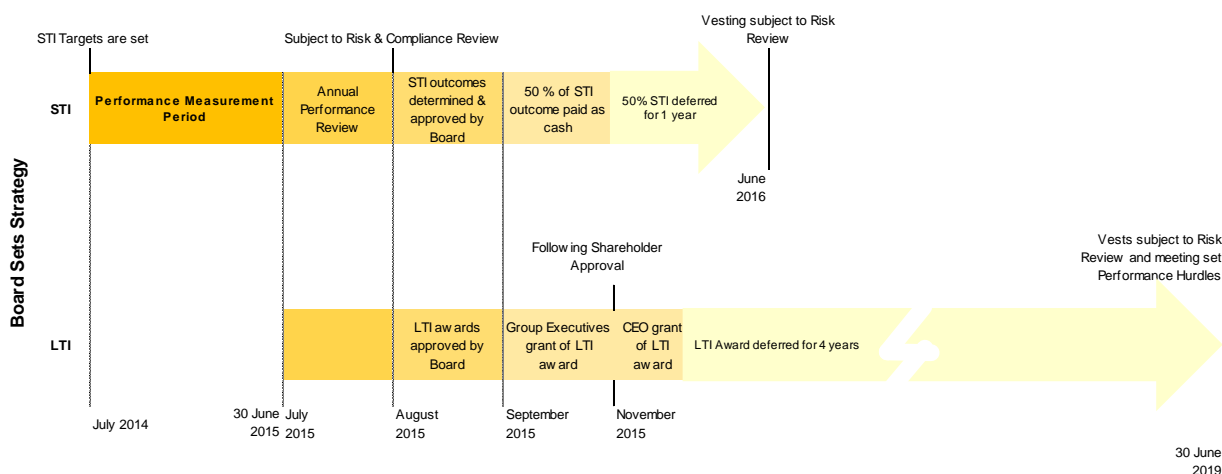 Vesting subject to Risk
Review
STI Targets are set
Subject to Risk & Compliance Review
STI
Performance Measurement
Period
Annual
Performance
Review
STI outcomes
determined &
approved by
Board
50 % of STI
outcome paid as
cash
50% STI deferred
for 1 year
June
2016
Board Sets Strategy
Following Shareholder
Approval
Vests subject to Risk
Review and meeting set
Performance Hurdles
LTI
LTI awards
approved by
Board
Group Executives
grant of LTI
award
CEO grant
of LTI
award
LTI Award deferred for 4 years
July 2014
30 June
2015
July
2015
August
2015
September
2015
November
2015
30 June
2019